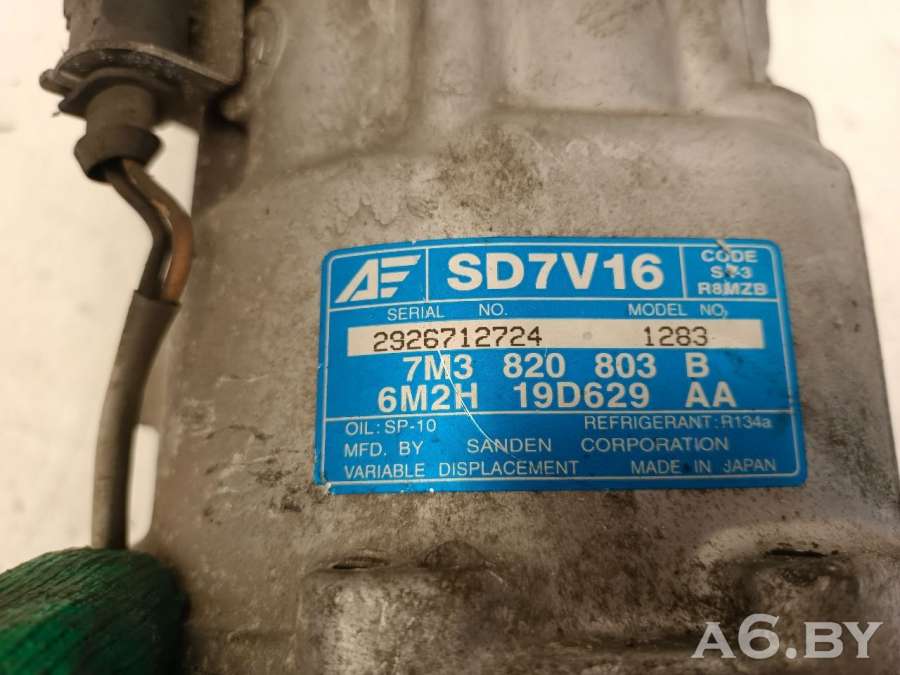 AE
SD7V16
CODE
R8MZB
SERIAL NO.
MODEL NO.
2926712724
1283
7M3 820 803 B
6M2H 19D629 AA
OIL: SP-10
REFRIGERANT: R134a
MFD. BY SANDEN CORPORATION
VARIABLE DISPLACEMENT
MADE IN JAPAN
A6.BY